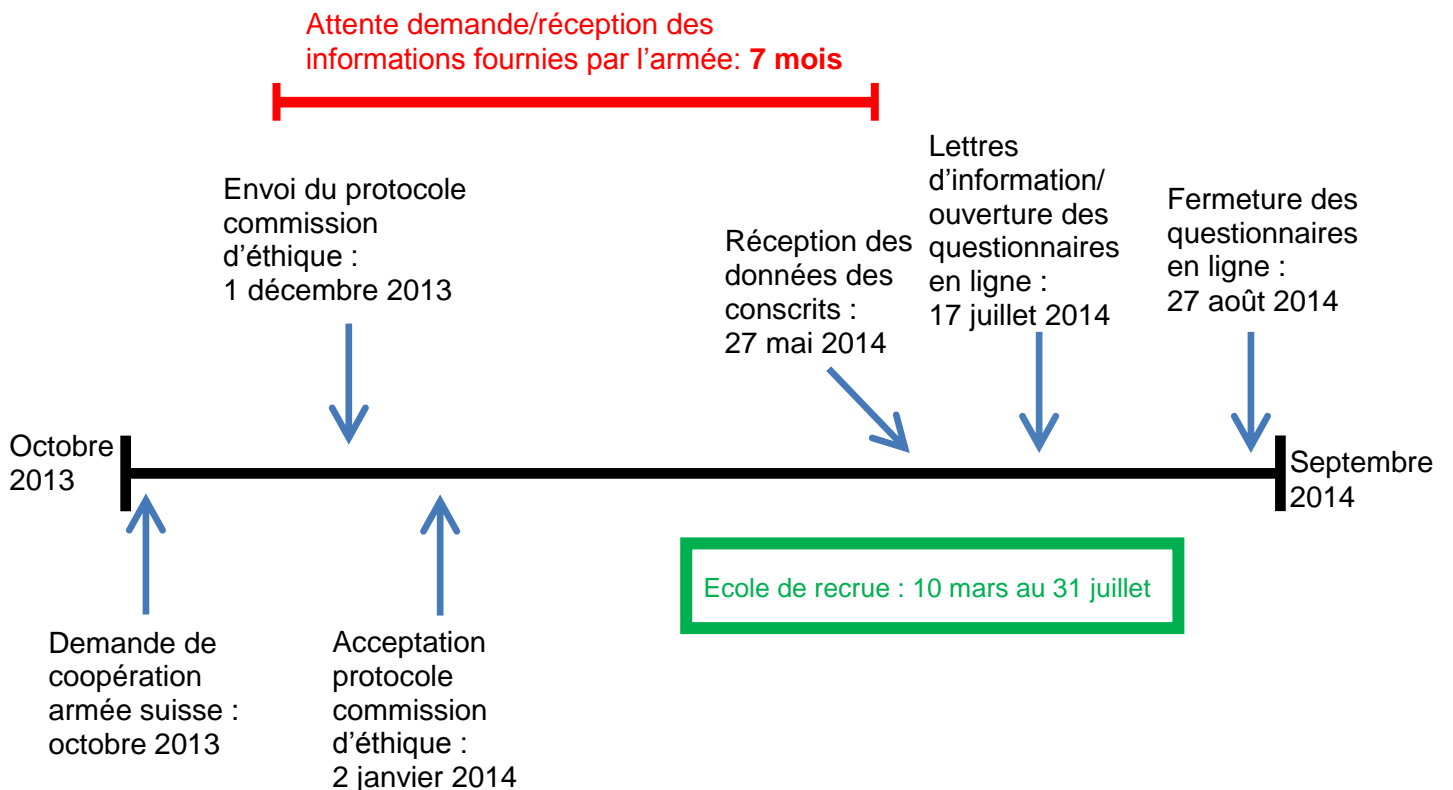 Attente demande/réception des
informations fournies par l’armée: 7 mois
Envoi du protocole
commission
d’éthique :
1 décembre 2013
Réception des
données des
conscrits :
27 mai 2014
Lettres
d’information/
ouverture des
questionnaires
en ligne :
17 juillet 2014
Fermeture des
questionnaires
en ligne :
27 août 2014
Octobre
2013
Septembre
2014
Ecole de recrue : 10 mars au 31 juillet
Demande de
coopération
armée suisse :
octobre 2013
Acceptation
protocole
commission
d’éthique :
2 janvier 2014